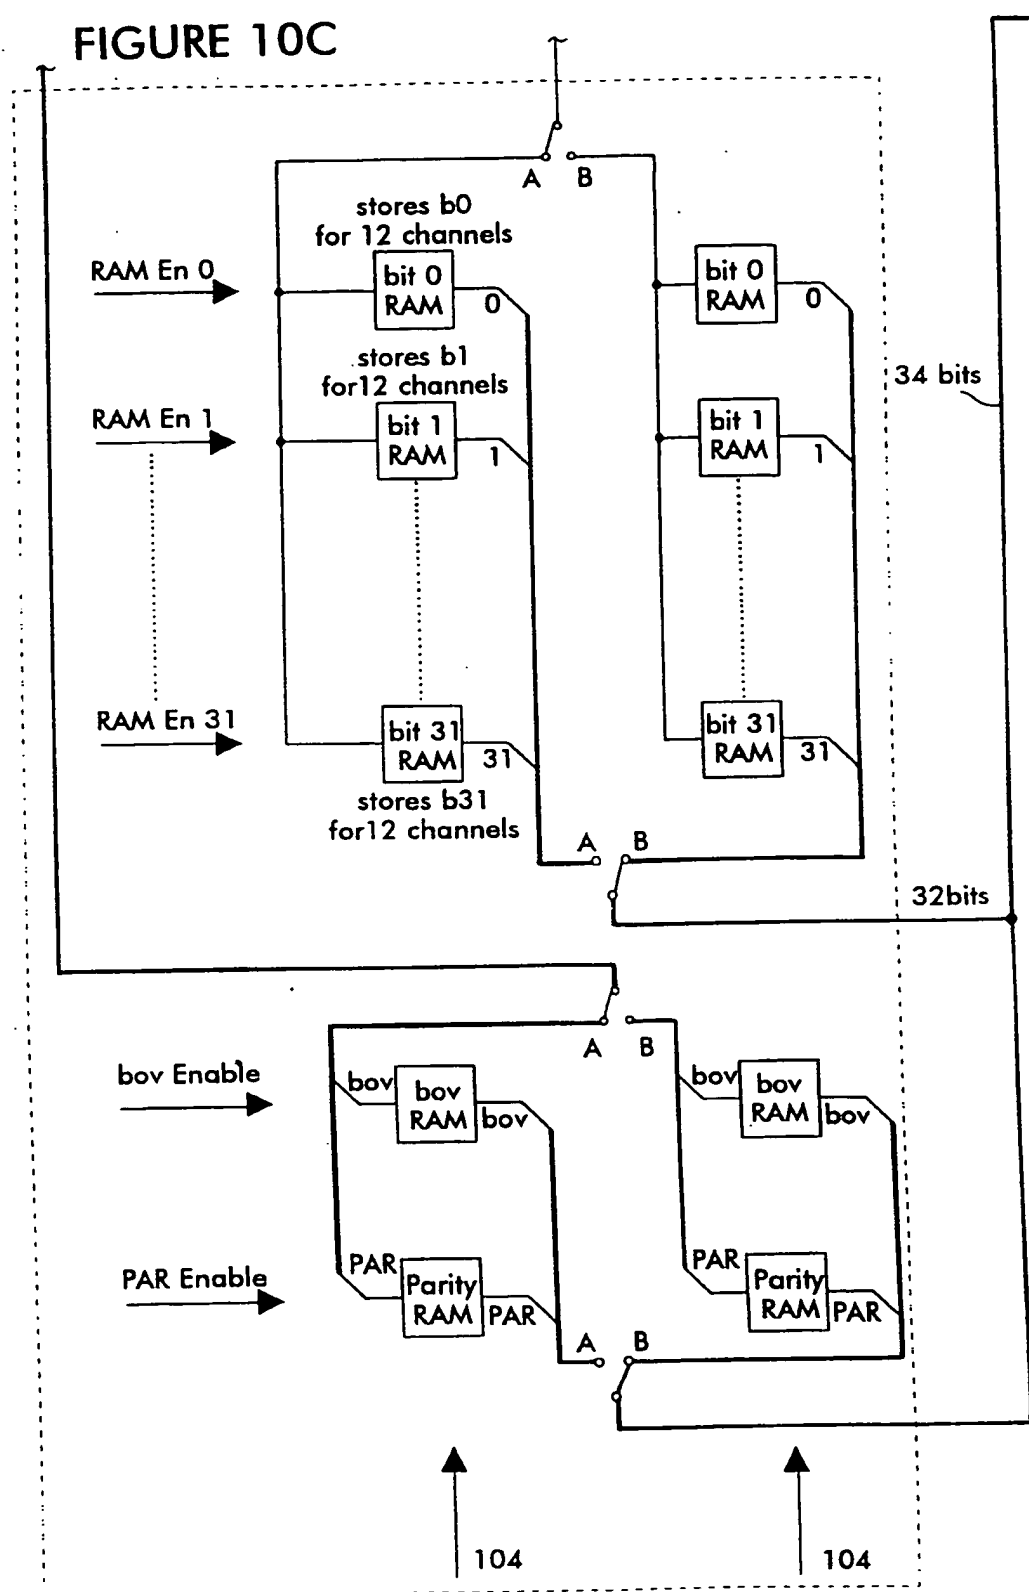 FIGURE 10C
A B
stores b0
for 12 channels
RAM En 0
bit 0
RAM
0
bit 0
RAM
0
stores b1
for12 channels
34 bits
RAM En 1
bit 1
RAM
1
bit 1
RAM
1
RAM En 31
bit 31
RAM
31
bit 31
RAM
31
stores b31
for12 channels
A B
32bits
A B
bov Enable
bov
bov
RAM
bov
bov
bov
RAM
bov
PAR Enable
PAR
Parity
RAM
PAR
PAR
Parity
RAM
PAR
A B
104
104